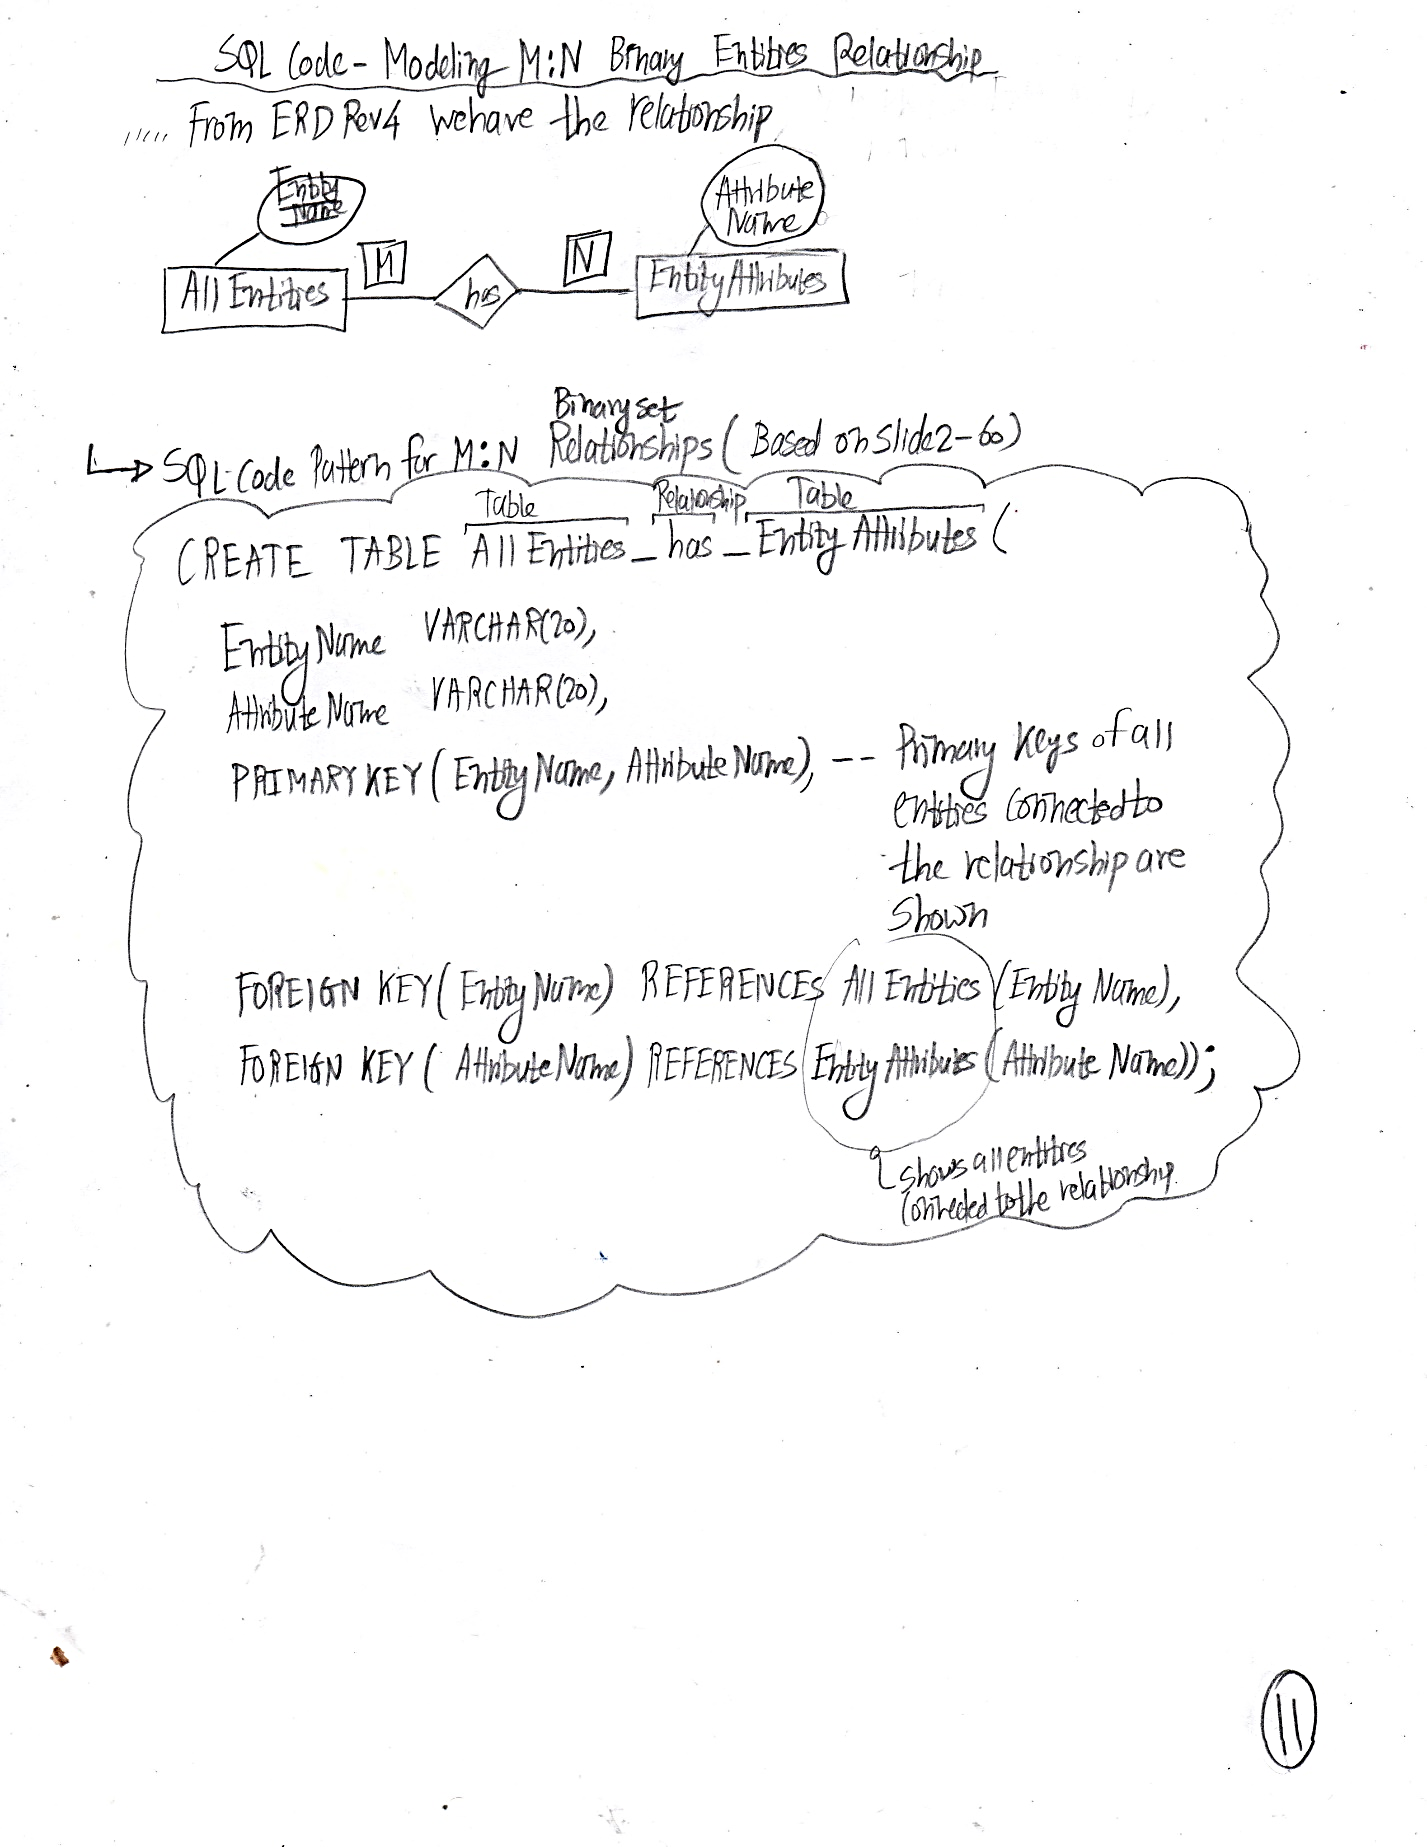 SQL Code - Modeling M:N Binary Entities Relationship
From ERD Rev4 we have the relationship
Entity
Name
Attribute
Name
M
N
All Entities
has
Entity Attributes
Binary set
SQL Code Pattern for M:N Relationships (Based on Slide 2-60)
Table Relationship Table
CREATE TABLE All Entities_has_Entity Attributes (
Entity Name VARCHAR(20),
Attribute Name VARCHAR(20),
PRIMARY KEY (Entity Name, Attribute Name), -- Primary Keys of all
entities connected to
the relationship are
shown
FOREIGN KEY (Entity Name) REFERENCES All Entities (Entity Name),
FOREIGN KEY (Attribute Name) REFERENCES Entity Attributes (Attribute Name));
shows all entities
connected to the relationship
11